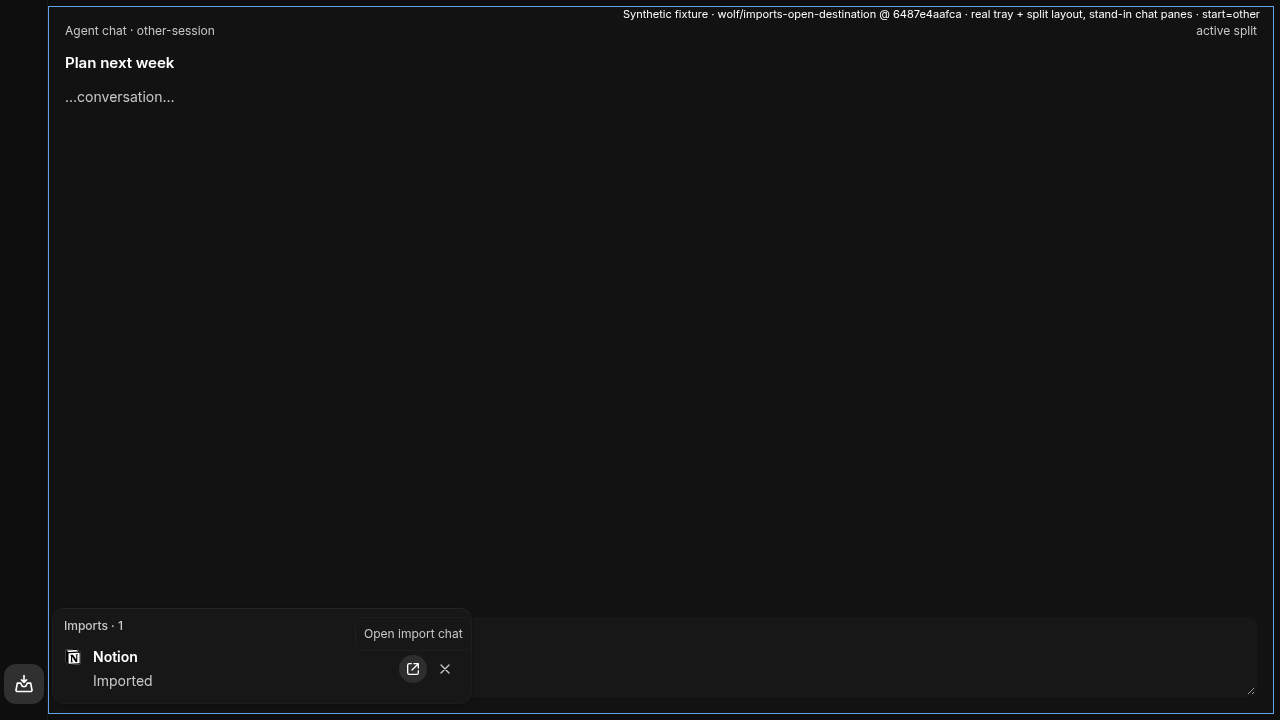 Synthetic fixture · wolf/imports-open-destination @ 6487e4aafca · real tray + split layout, stand-in chat panes · start=other
Agent chat · other-session
active split
Plan next week
...conversation...
Imports · 1
Open import chat
Notion
Imported